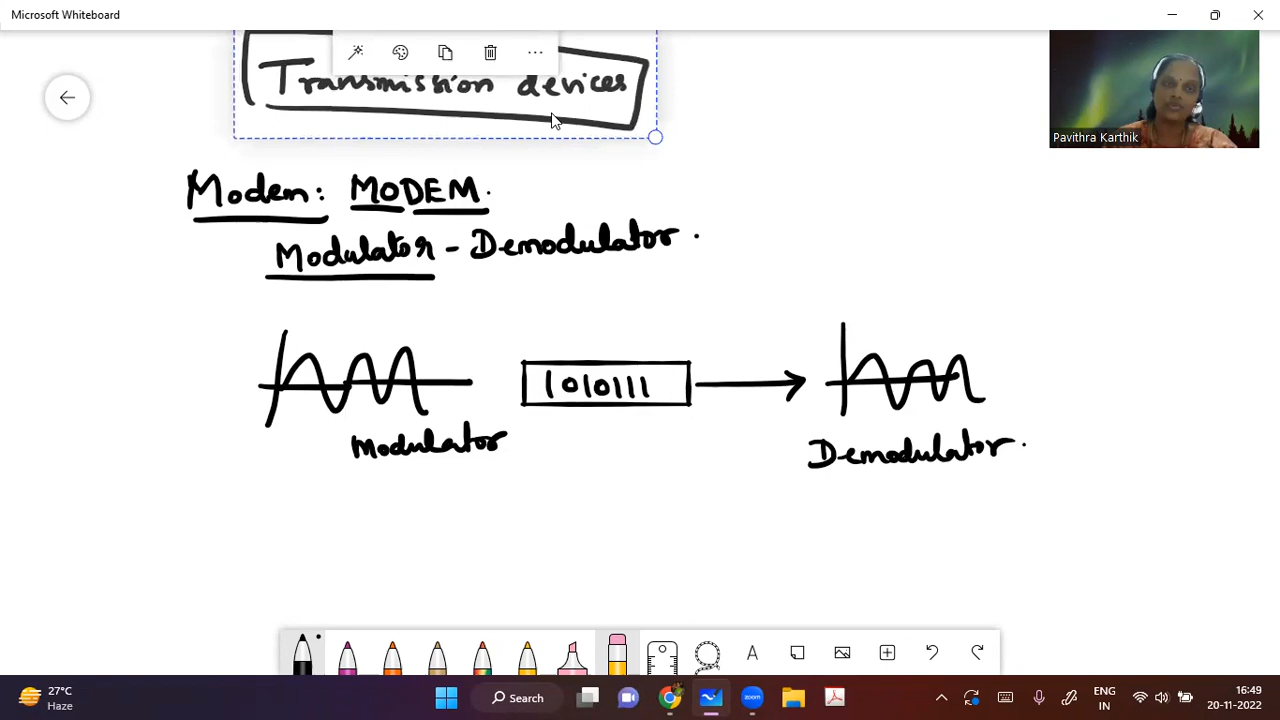 Microsoft Whiteboard
Transmission devices
Pavithra Karthik
Modem: MODEM.
Modulator - Demodulator.
1010111
Modulator
Demodulator.
A
27°C
Haze
Search
zoom
ENG
IN
16:49
20-11-2022